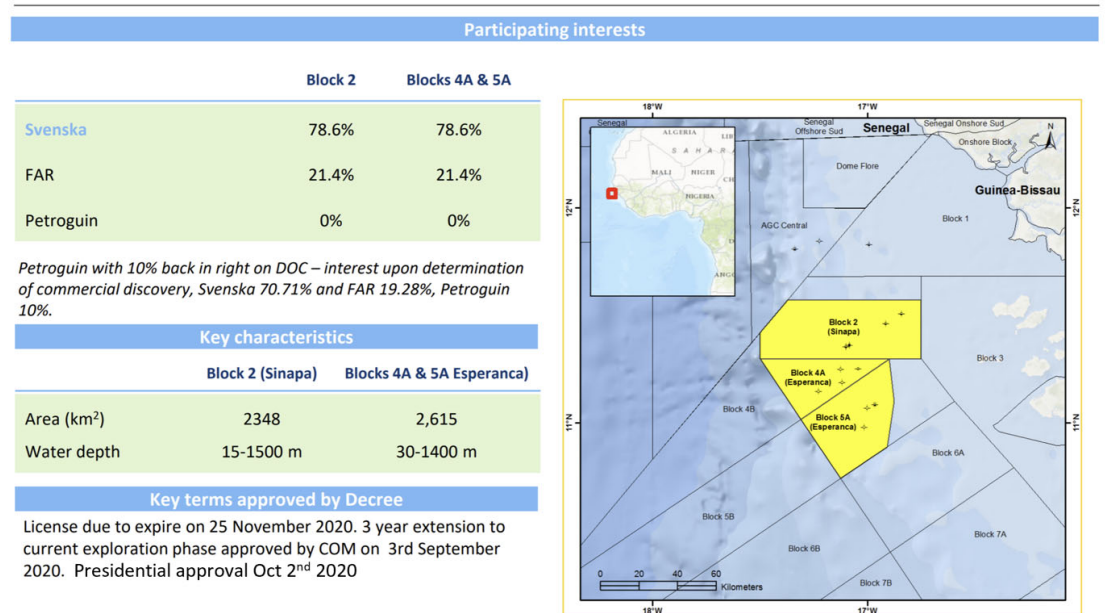 Participating interests
Block 2 Blocks 4A & 5A
Svenska 78.6% 78.6%
FAR 21.4% 21.4%
Petroguin 0% 0%
Petroguin with 10% back in right on DOC – interest upon determination
of commercial discovery, Svenska 70.71% and FAR 19.28%, Petroguin
10%.
Key characteristics
Block 2 (Sinapa) Blocks 4A & 5A Esperanca)
Area (km²) 2348 2,615
Water depth 15-1500 m 30-1400 m
Key terms approved by Decree
License due to expire on 25 November 2020. 3 year extension to
current exploration phase approved by COM on 3rd September
2020. Presidential approval Oct 2nd 2020
18°W 17°W
Senegal
Senegal
Offshore Sud
Senegal
Senegal Onshore Sud
N
Onshore Block
ALGERIA
SAHARA
MALI NIGER
NIGERIA
Dome Flore
Guinea-Bissau
12°N 12°N
AGC Central
Block 1
Block 2
(Sinapa)
Block 3
Block 4A
(Esperanca)
Block 4B
Block 5A
(Esperanca)
11°N 11°N
Block 6A
Block 5B
Block 7A
Block 6B
Block 7B
0 20 40 60
Kilometers
18°W 17°W